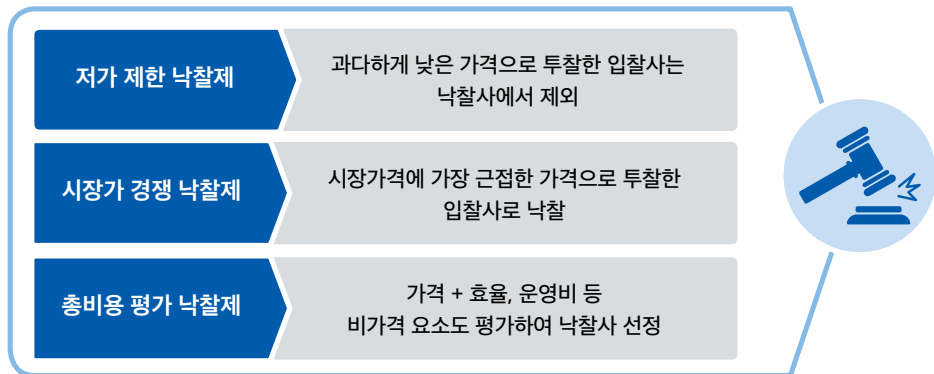 저가 제한 낙찰제
과다하게 낮은 가격으로 투찰한 입찰사는
낙찰사에서 제외
시장가 경쟁 낙찰제
시장가격에 가장 근접한 가격으로 투찰한
입찰사로 낙찰
총비용 평가 낙찰제
가격 + 효율, 운영비 등
비가격 요소도 평가하여 낙찰사 선정